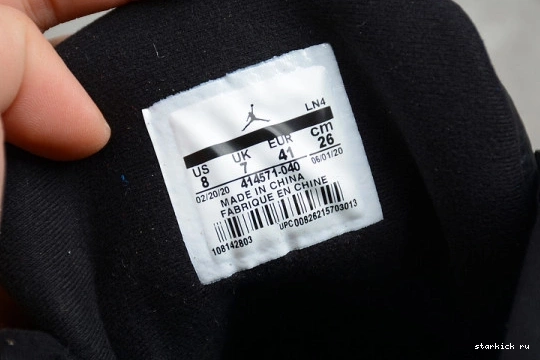 LN4
US UK EUR cm
8 7 41 26
02/20/20 414571-040 06/01/20
MADE IN CHINA
FABRIQUE EN CHINE
108142803 UPC00826215703013
starkick ru